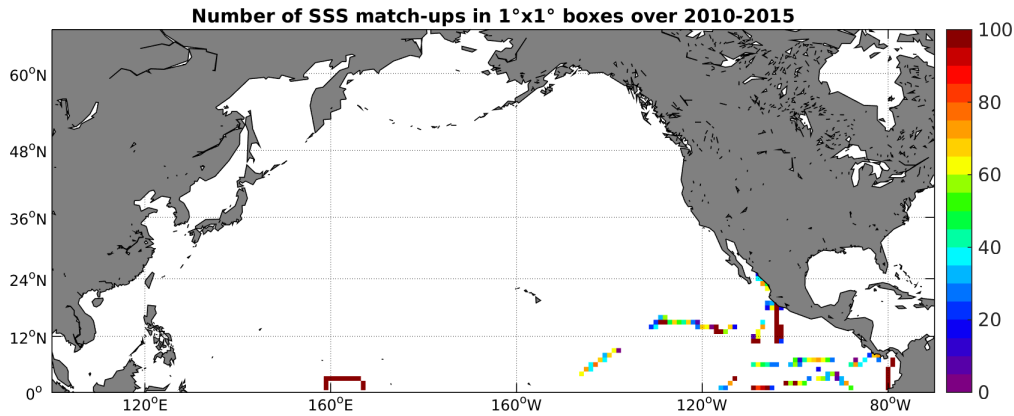 Number of SSS match-ups in 1°x1° boxes over 2010-2015
100
60°N
80
48°N
60
36°N
40
24°N
20
12°N
0°
0
120°E
160°E
160°W
120°W
80°W